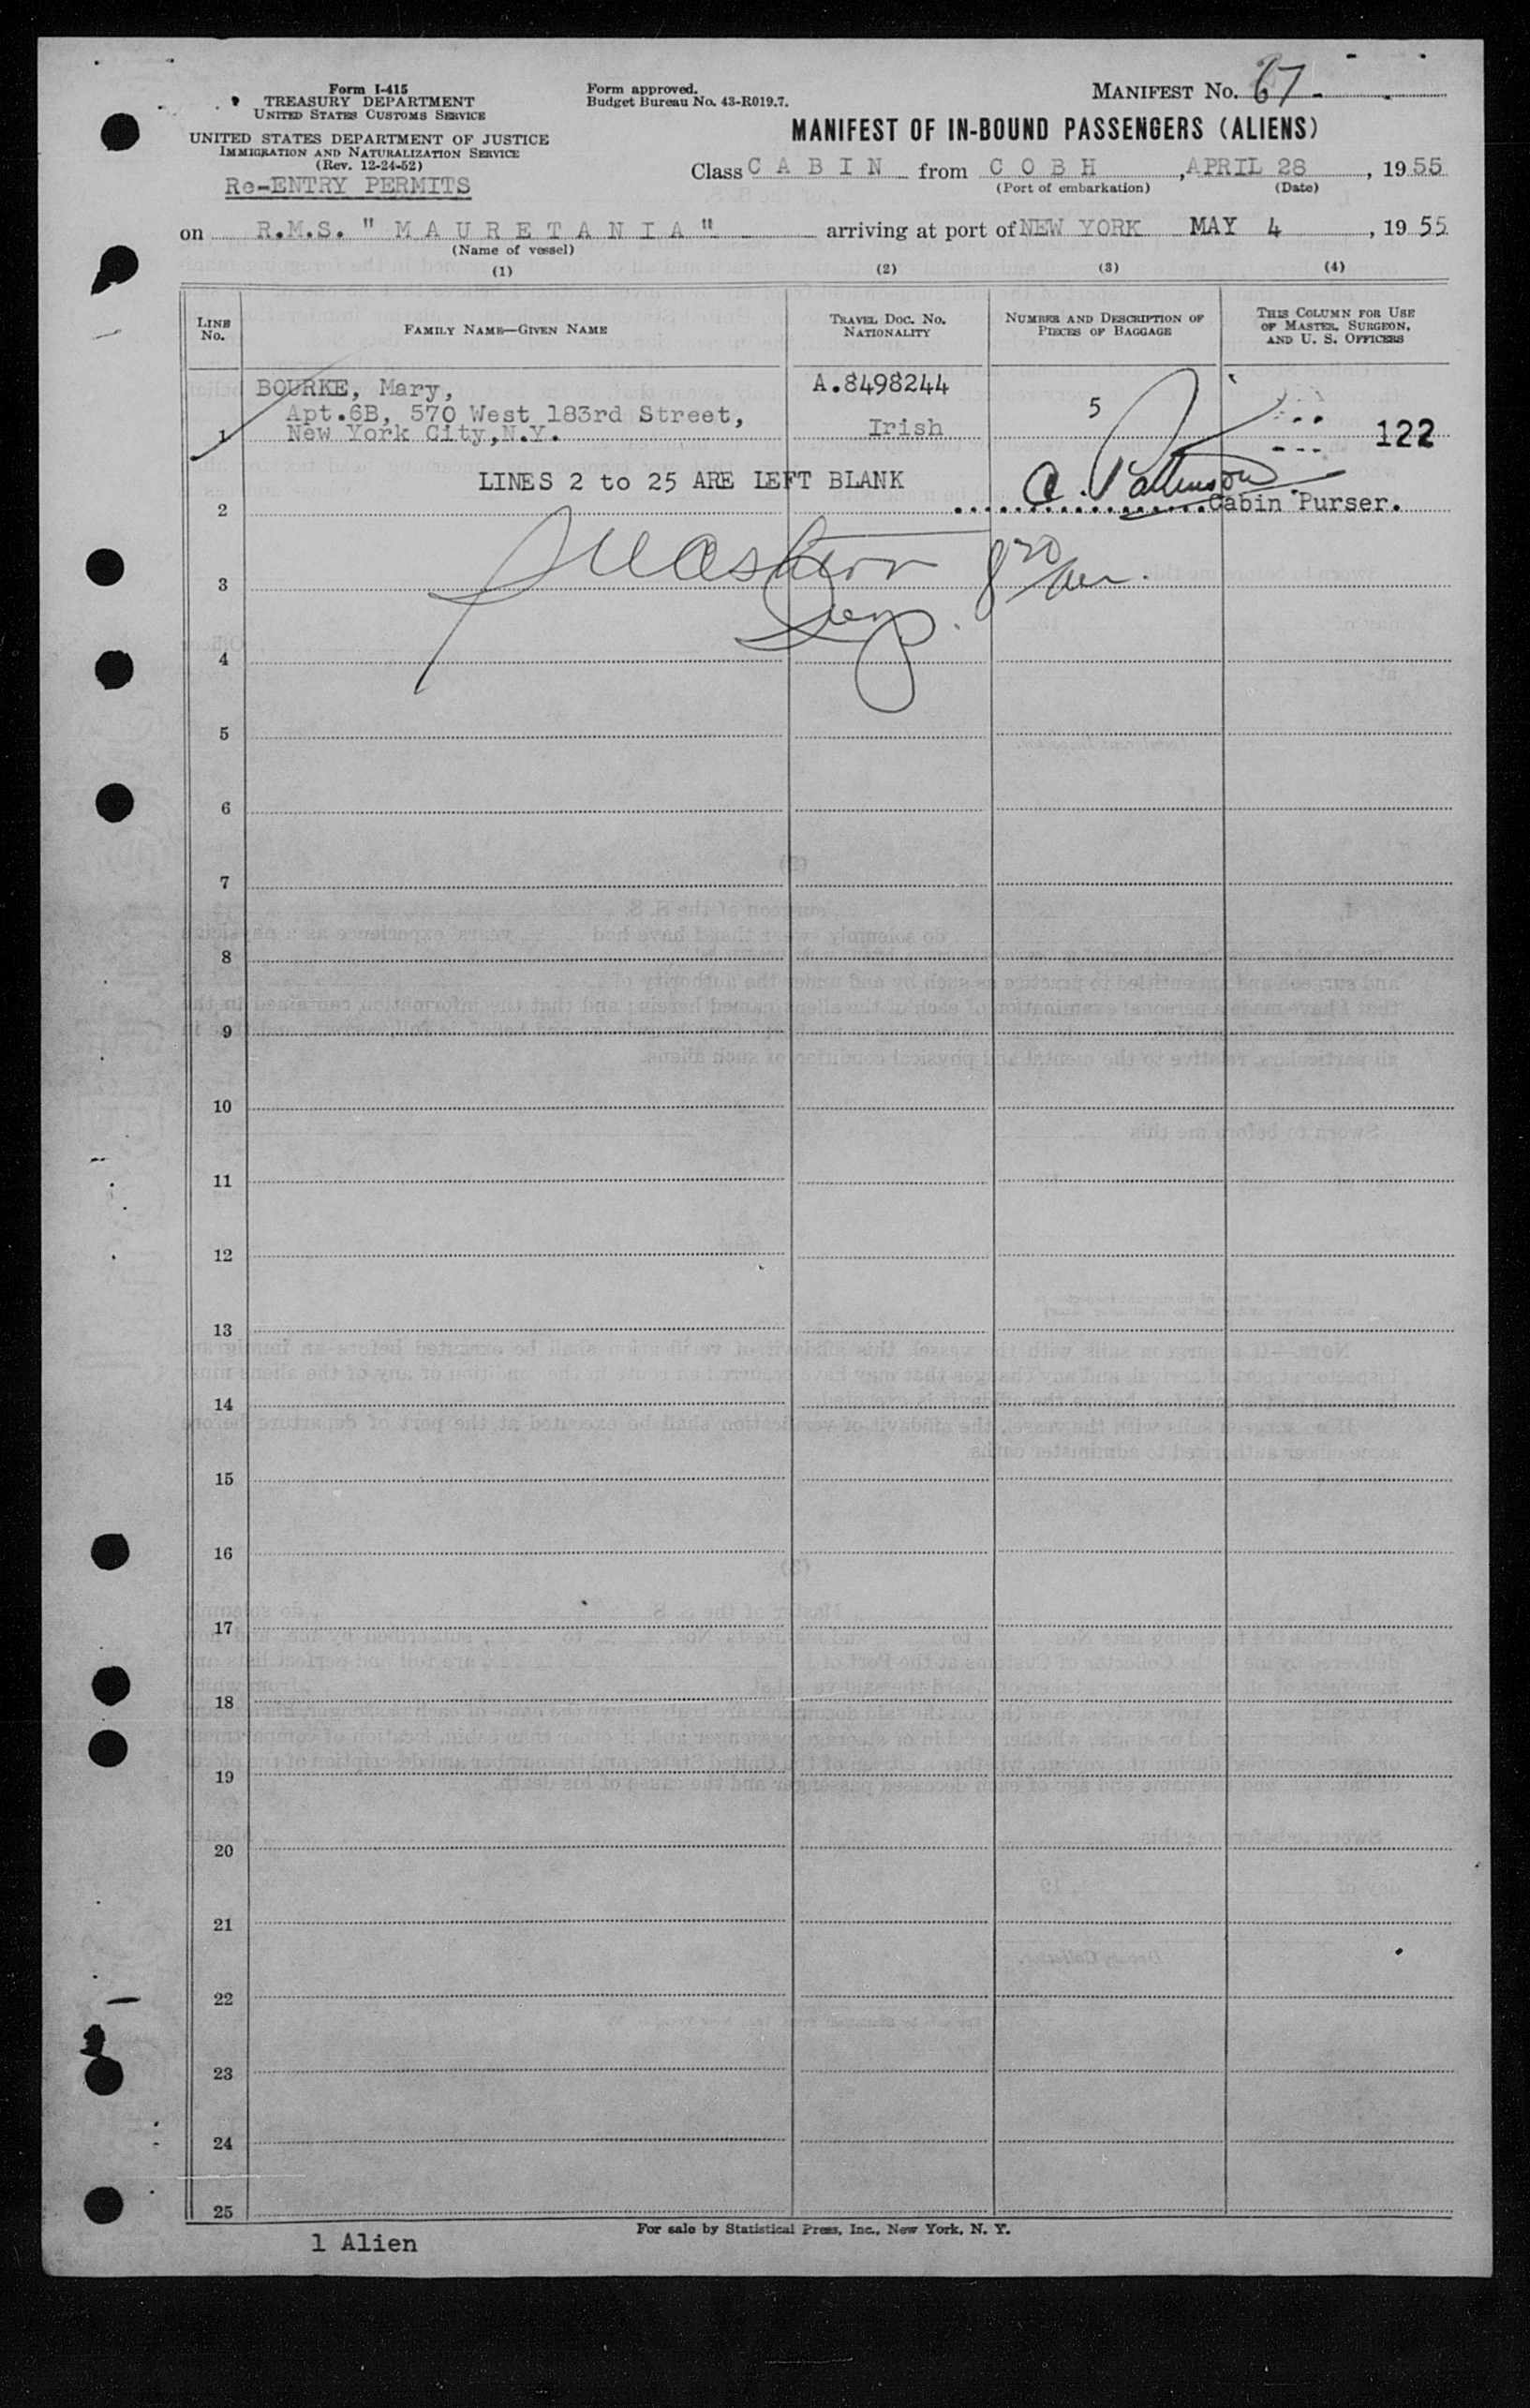 Form I-415
TREASURY DEPARTMENT
UNITED STATES CUSTOMS SERVICE
UNITED STATES DEPARTMENT OF JUSTICE
IMMIGRATION AND NATURALIZATION SERVICE
(Rev. 12-24-52)
Re-ENTRY PERMITS
Form approved.
Budget Bureau No. 43-R019.7.
MANIFEST NO. 67
MANIFEST OF IN-BOUND PASSENGERS (ALIENS)
Class C A B I N from C O B H , APRIL 28 , 1955
(Port of embarkation) (Date)
on R.M.S. " M A U R E T A N I A " arriving at port of NEW YORK MAY 4 , 1955
(Name of vessel)
(1) (2) (3) (4)
LINE No. FAMILY NAME—GIVEN NAME TRAVEL DOC. NO. NATIONALITY NUMBER AND DESCRIPTION OF PIECES OF BAGGAGE THIS COLUMN FOR USE OF MASTER, SURGEON, AND U. S. OFFICERS
BOURKE, Mary, A.8498244
Apt.6B, 570 West 183rd Street, 5
1 New York City,N.Y. Irish 122
LINES 2 to 25 ARE LEFT BLANK
2 Cabin Purser.
3
4
5
6
7
8
9
10
11
12
13
14
15
16
17
18
19
20
21
22
23
24
25
For sale by Statistical Press, Inc., New York, N. Y.
1 Alien